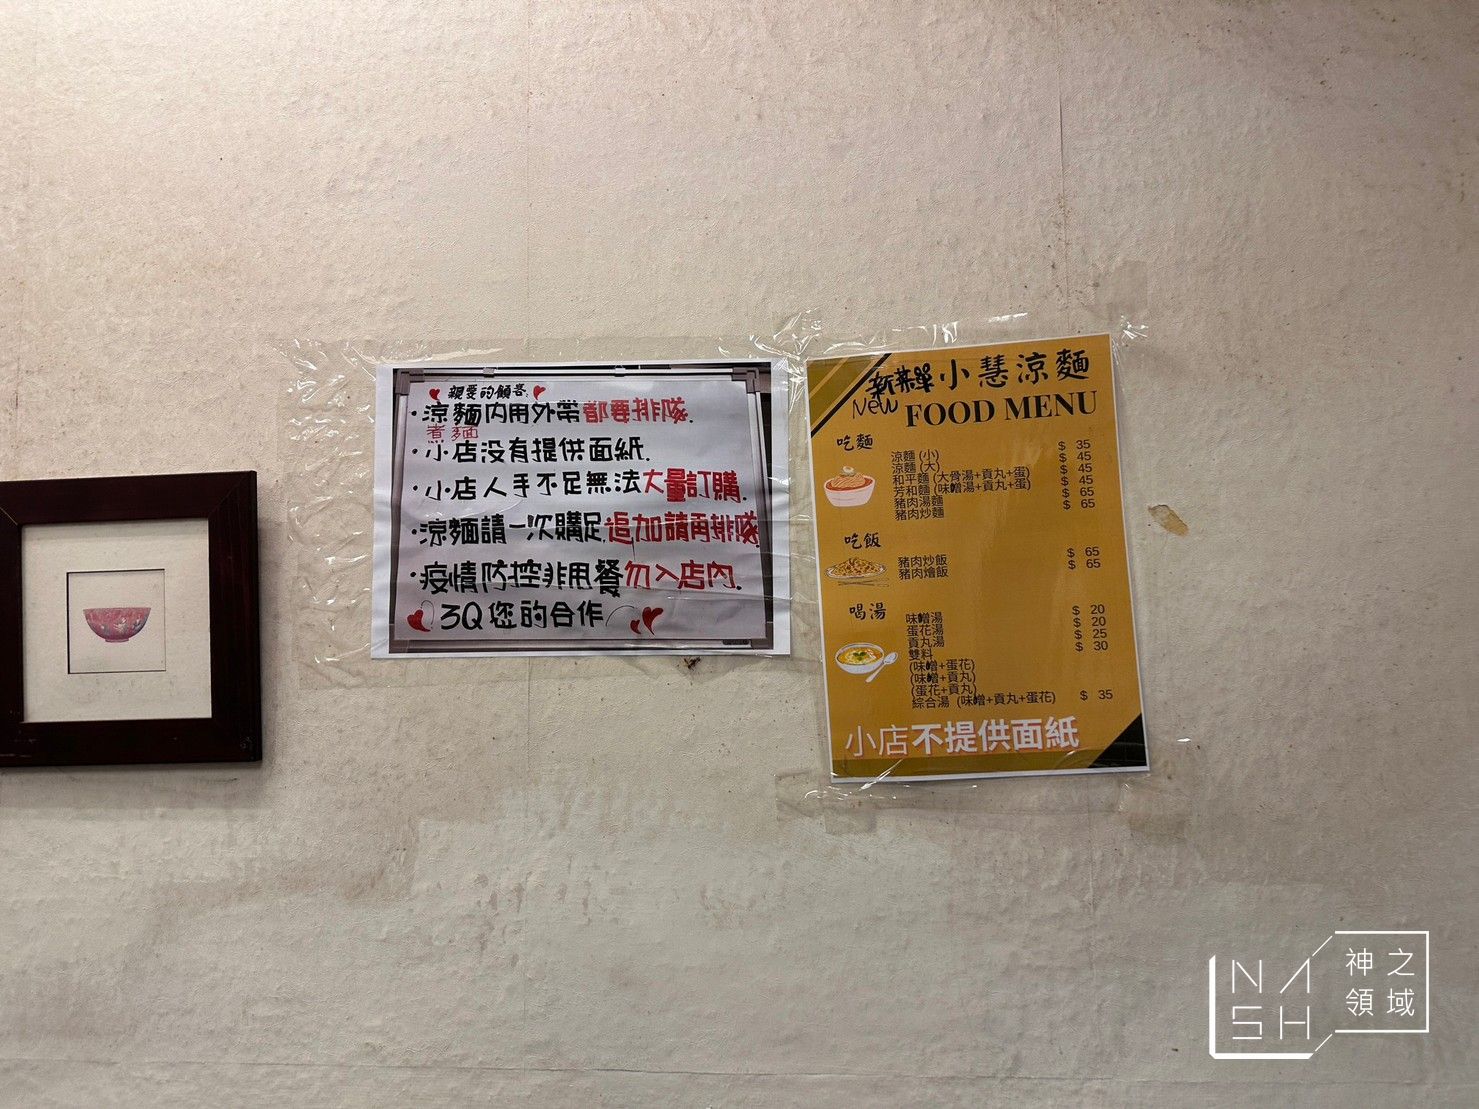 親愛的顧客
·涼麵內用外帶都要排隊.
煮麵
·小店沒有提供面紙.
·小店人手不足無法大量訂購.
·涼麵請一次購足,追加請再排隊
·疫情防控非用餐勿入店內.
3Q您的合作
新菜單 小慧涼麵
New FOOD MENU
吃麵
涼麵 (小) $ 35
涼麵 (大) $ 45
和平麵 (大骨湯+貢丸+蛋) $ 45
芳和麵 (味噌湯+貢丸+蛋) $ 45
豬肉湯麵 $ 65
豬肉炒麵 $ 65
吃飯
豬肉炒飯 $ 65
豬肉燴飯 $ 65
喝湯
味噌湯 $ 20
蛋花湯 $ 20
貢丸湯 $ 25
雙料 $ 30
(味噌+蛋花)
(味噌+貢丸)
(蛋花+貢丸)
綜合湯 (味噌+貢丸+蛋花) $ 35
小店不提供面紙
NASH
神之領域